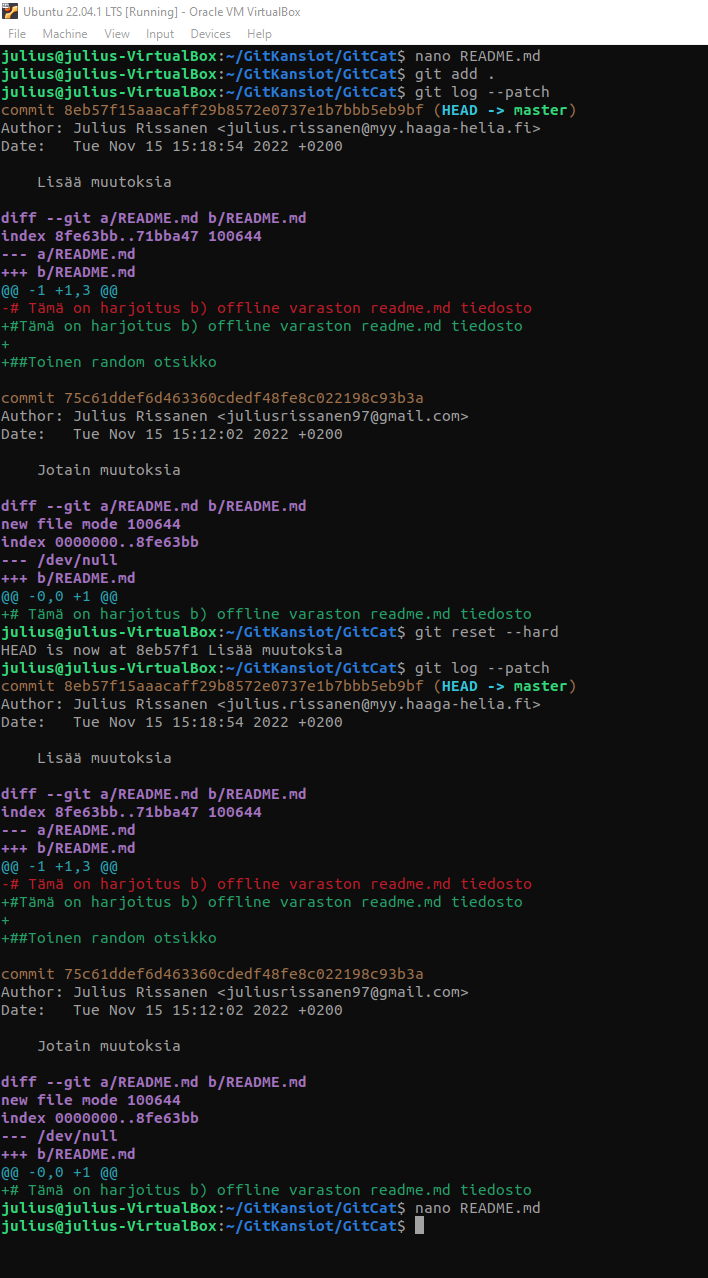 Ubuntu 22.04.1 LTS [Running] - Oracle VM VirtualBox
File Machine View Input Devices Help
julius@julius-VirtualBox:~/GitKansiot/GitCat$ nano README.md
julius@julius-VirtualBox:~/GitKansiot/GitCat$ git add .
julius@julius-VirtualBox:~/GitKansiot/GitCat$ git log --patch
commit 8eb57f15aaacaff29b8572e0737e1b7bbb5eb9bf (HEAD -> master)
Author: Julius Rissanen <julius.rissanen@myy.haaga-helia.fi>
Date:   Tue Nov 15 15:18:54 2022 +0200
    Lisää muutoksia
diff --git a/README.md b/README.md
index 8fe63bb..71bba47 100644
--- a/README.md
+++ b/README.md
@@ -1 +1,3 @@
-# Tämä on harjoitus b) offline varaston readme.md tiedosto
+#Tämä on harjoitus b) offline varaston readme.md tiedosto
+
+##Toinen random otsikko
commit 75c61ddef6d463360cdedf48fe8c022198c93b3a
Author: Julius Rissanen <juliusrissanen97@gmail.com>
Date:   Tue Nov 15 15:12:02 2022 +0200
    Jotain muutoksia
diff --git a/README.md b/README.md
new file mode 100644
index 0000000..8fe63bb
--- /dev/null
+++ b/README.md
@@ -0,0 +1 @@
+# Tämä on harjoitus b) offline varaston readme.md tiedosto
julius@julius-VirtualBox:~/GitKansiot/GitCat$ git reset --hard
HEAD is now at 8eb57f1 Lisää muutoksia
julius@julius-VirtualBox:~/GitKansiot/GitCat$ git log --patch
commit 8eb57f15aaacaff29b8572e0737e1b7bbb5eb9bf (HEAD -> master)
Author: Julius Rissanen <julius.rissanen@myy.haaga-helia.fi>
Date:   Tue Nov 15 15:18:54 2022 +0200
    Lisää muutoksia
diff --git a/README.md b/README.md
index 8fe63bb..71bba47 100644
--- a/README.md
+++ b/README.md
@@ -1 +1,3 @@
-# Tämä on harjoitus b) offline varaston readme.md tiedosto
+#Tämä on harjoitus b) offline varaston readme.md tiedosto
+
+##Toinen random otsikko
commit 75c61ddef6d463360cdedf48fe8c022198c93b3a
Author: Julius Rissanen <juliusrissanen97@gmail.com>
Date:   Tue Nov 15 15:12:02 2022 +0200
    Jotain muutoksia
diff --git a/README.md b/README.md
new file mode 100644
index 0000000..8fe63bb
--- /dev/null
+++ b/README.md
@@ -0,0 +1 @@
+# Tämä on harjoitus b) offline varaston readme.md tiedosto
julius@julius-VirtualBox:~/GitKansiot/GitCat$ nano README.md
julius@julius-VirtualBox:~/GitKansiot/GitCat$